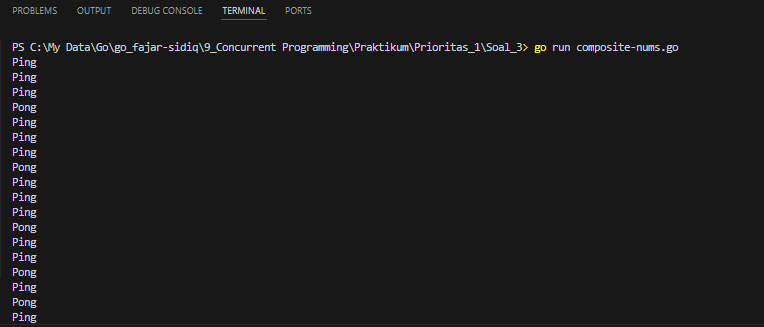 PROBLEMS OUTPUT DEBUG CONSOLE TERMINAL PORTS
PS C:\My Data\Go\go_fajar-sidiq\9_Concurrent Programming\Praktikum\Prioritas_1\Soal_3> go run composite-nums.go
Ping
Ping
Ping
Pong
Ping
Ping
Ping
Pong
Ping
Ping
Ping
Pong
Ping
Ping
Pong
Ping
Pong
Ping